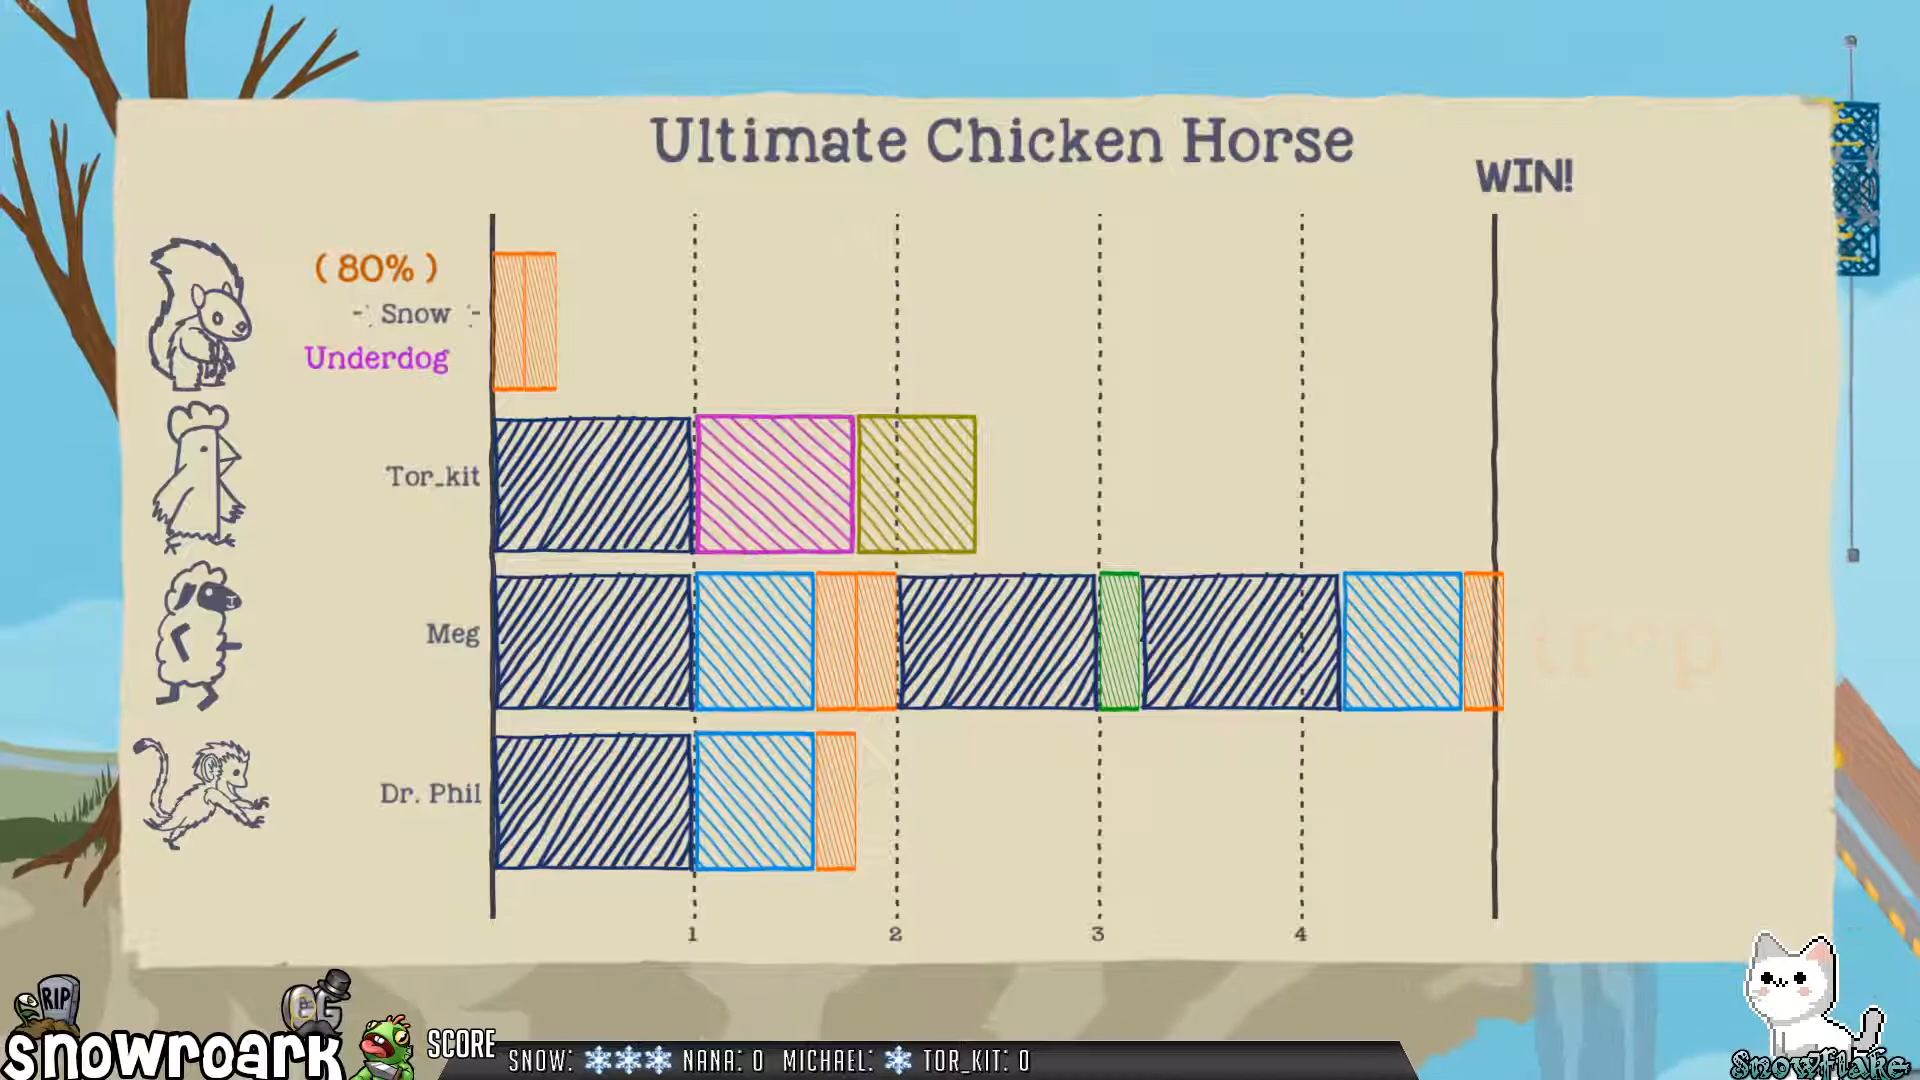 Ultimate Chicken Horse
WIN!
( 80% )
Snow
Underdog
Tor_kit
Meg
trap
Dr. Phil
1 2 3 4
RIP
snowroark
SCORE
SNOW: ❄❄❄ NANA: 0 MICHAEL: ❄ TOR_KIT: 0
Snowflake